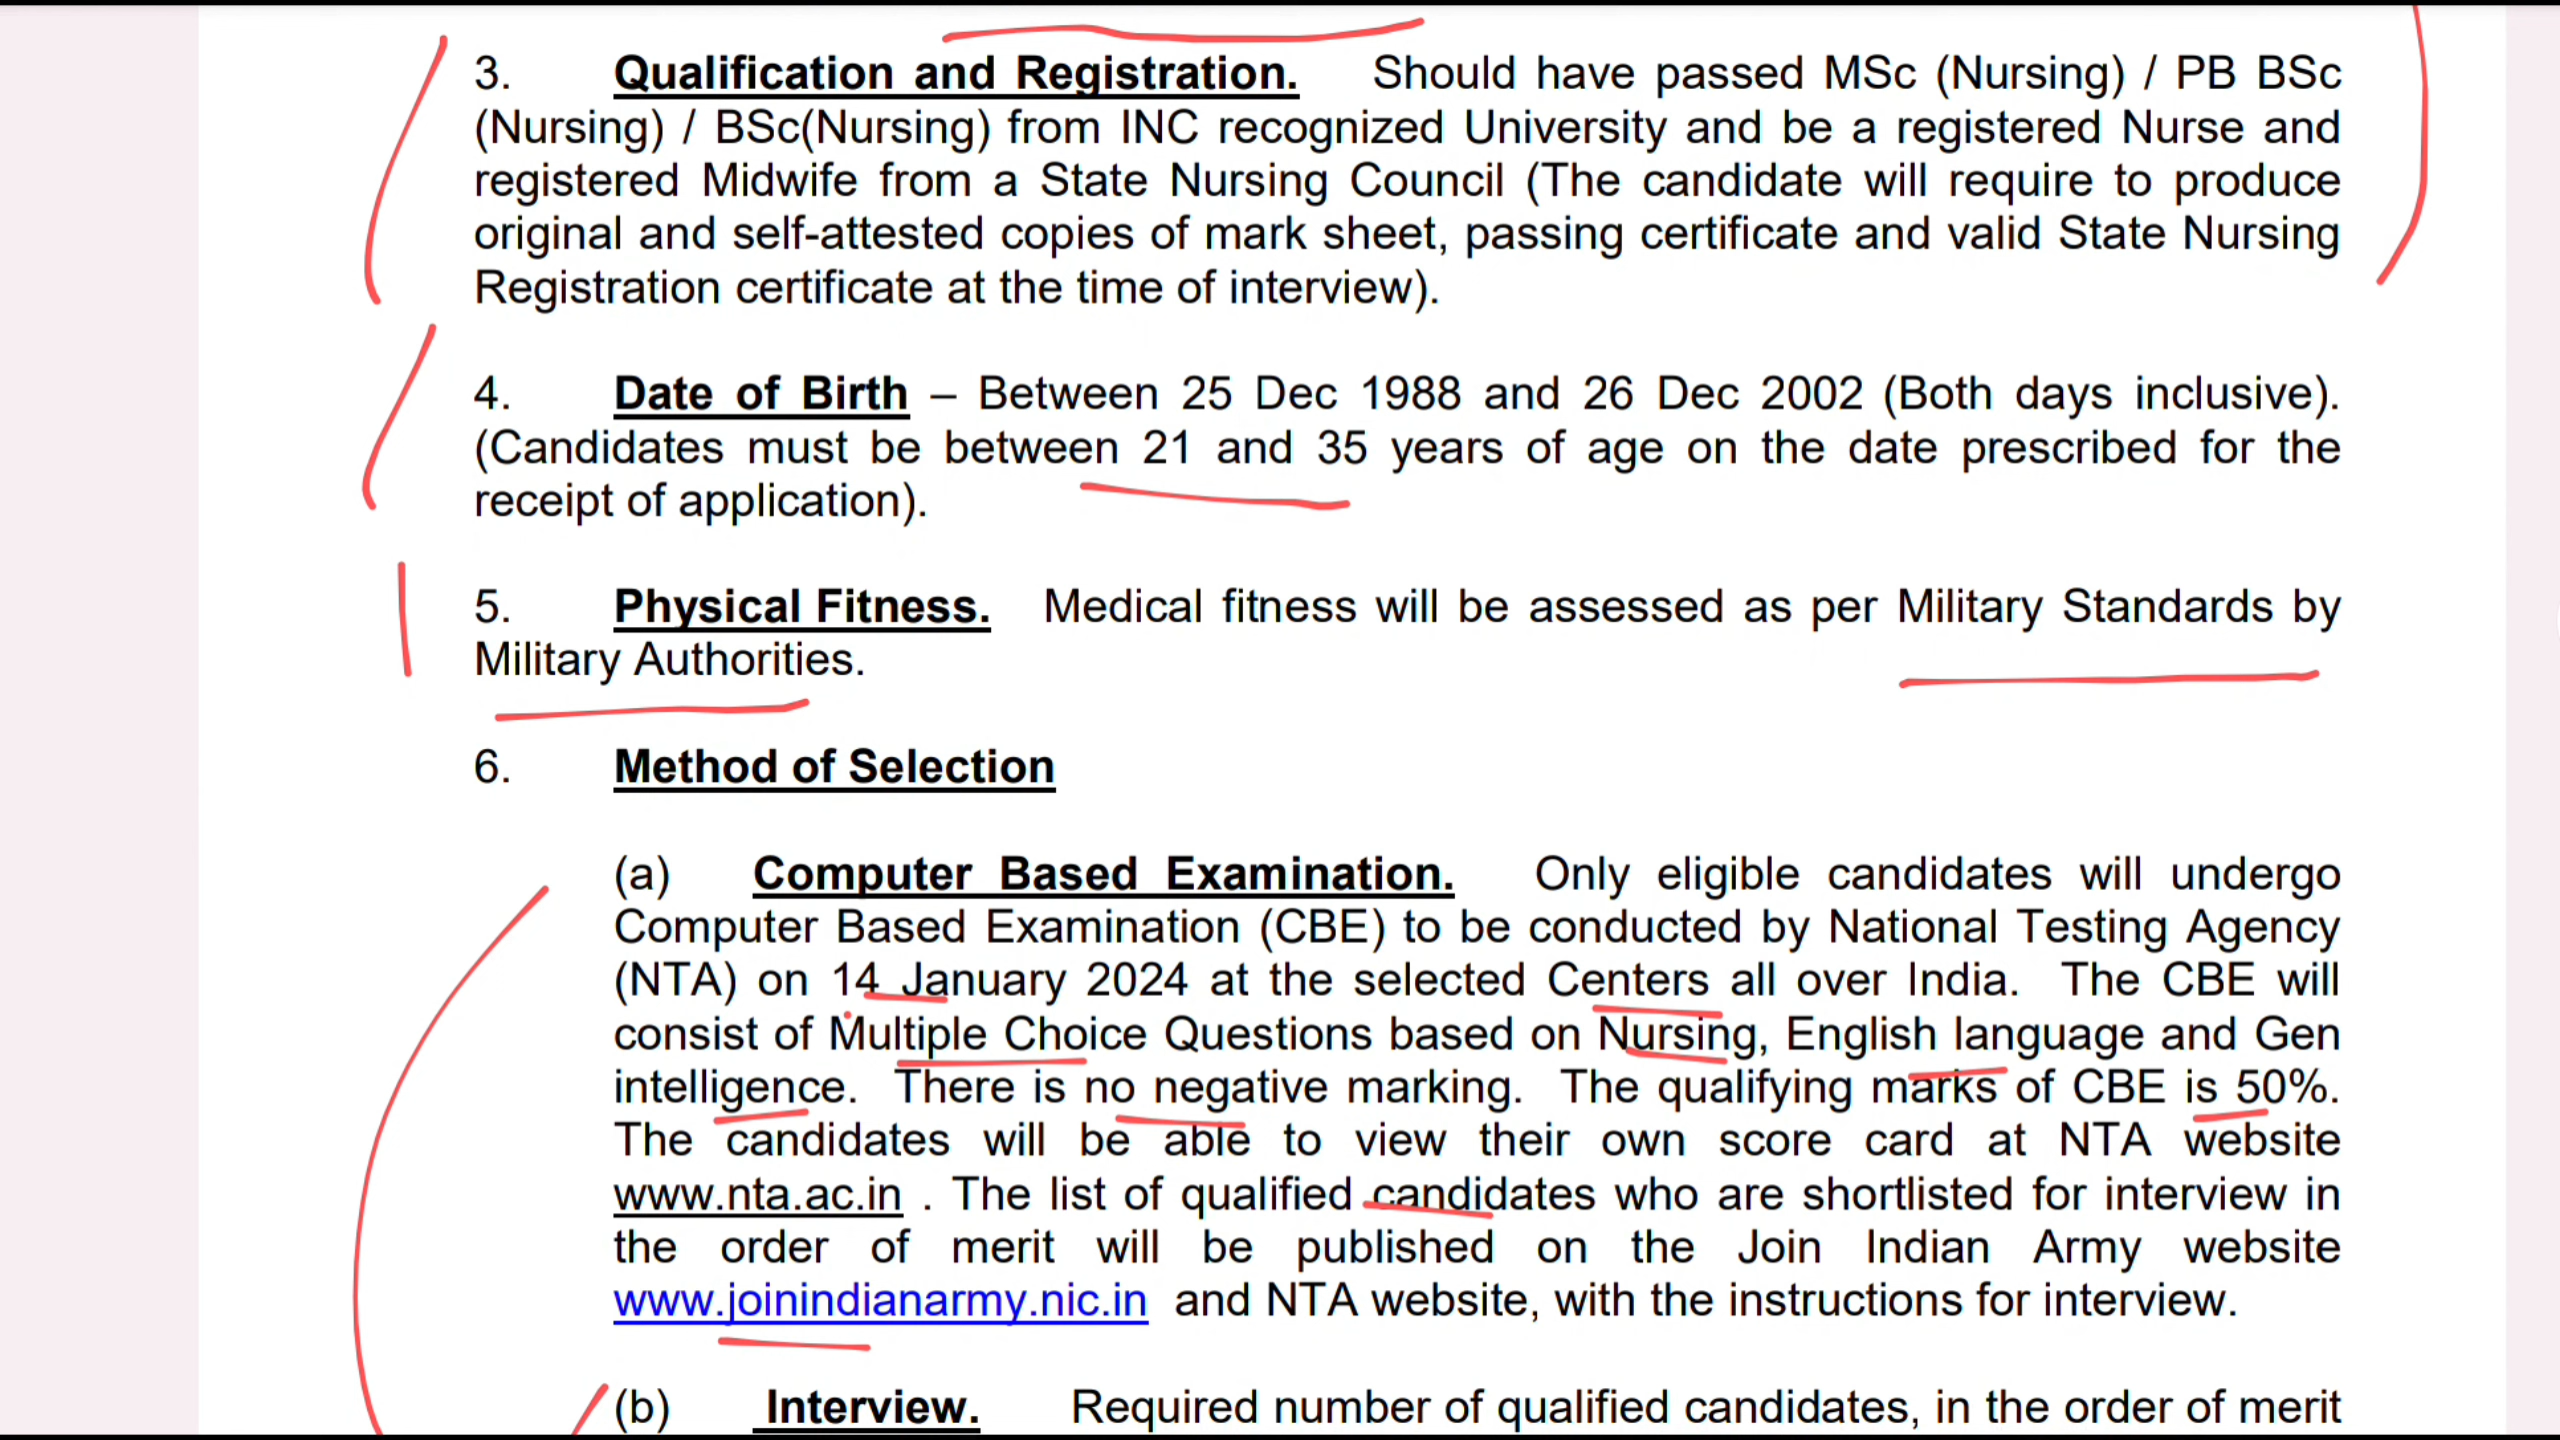 3. Qualification and Registration. Should have passed MSc (Nursing) / PB BSc
(Nursing) / BSc(Nursing) from INC recognized University and be a registered Nurse and
registered Midwife from a State Nursing Council (The candidate will require to produce
original and self-attested copies of mark sheet, passing certificate and valid State Nursing
Registration certificate at the time of interview).
4. Date of Birth – Between 25 Dec 1988 and 26 Dec 2002 (Both days inclusive).
(Candidates must be between 21 and 35 years of age on the date prescribed for the
receipt of application).
5. Physical Fitness. Medical fitness will be assessed as per Military Standards by
Military Authorities.
6. Method of Selection
(a) Computer Based Examination. Only eligible candidates will undergo
Computer Based Examination (CBE) to be conducted by National Testing Agency
(NTA) on 14 January 2024 at the selected Centers all over India. The CBE will
consist of Multiple Choice Questions based on Nursing, English language and Gen
intelligence. There is no negative marking. The qualifying marks of CBE is 50%.
The candidates will be able to view their own score card at NTA website
www.nta.ac.in . The list of qualified candidates who are shortlisted for interview in
the order of merit will be published on the Join Indian Army website
www.joinindianarmy.nic.in and NTA website, with the instructions for interview.
(b) Interview. Required number of qualified candidates, in the order of merit